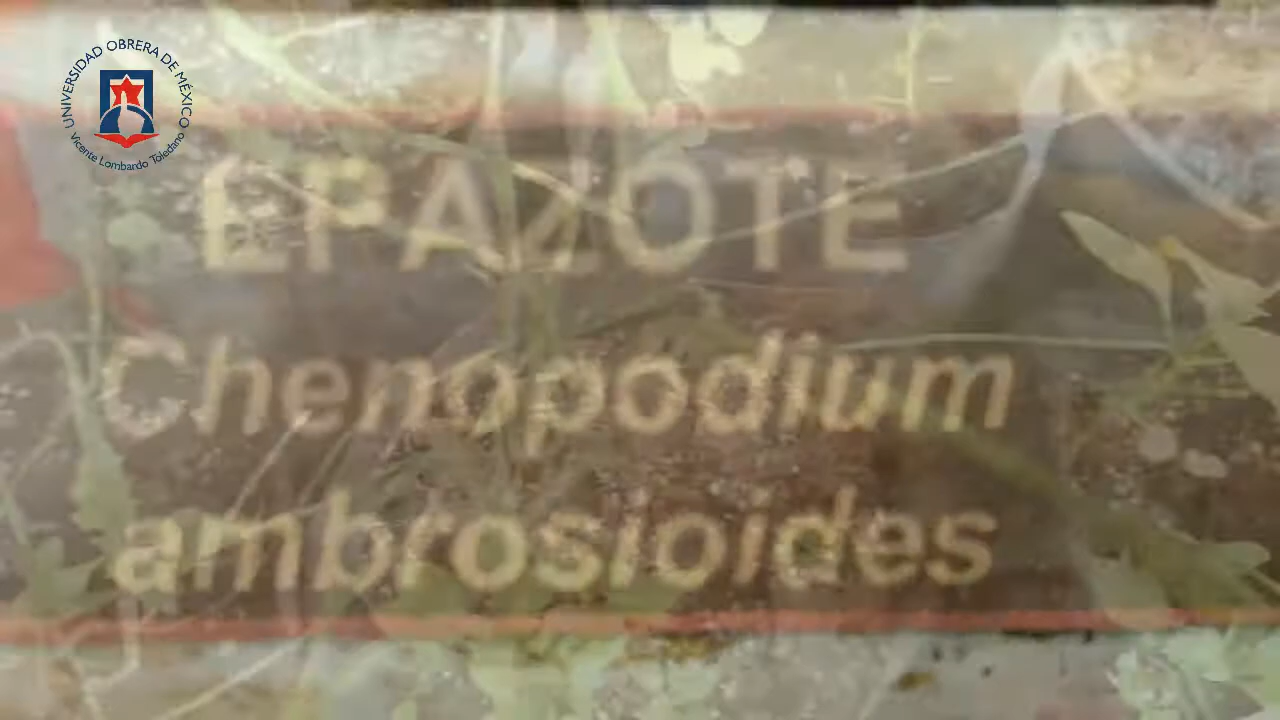 UNIVERSIDAD OBRERA DE MÉXICO
Vicente Lombardo Toledano
EPAZOTE
Chenopodium
ambrosioides